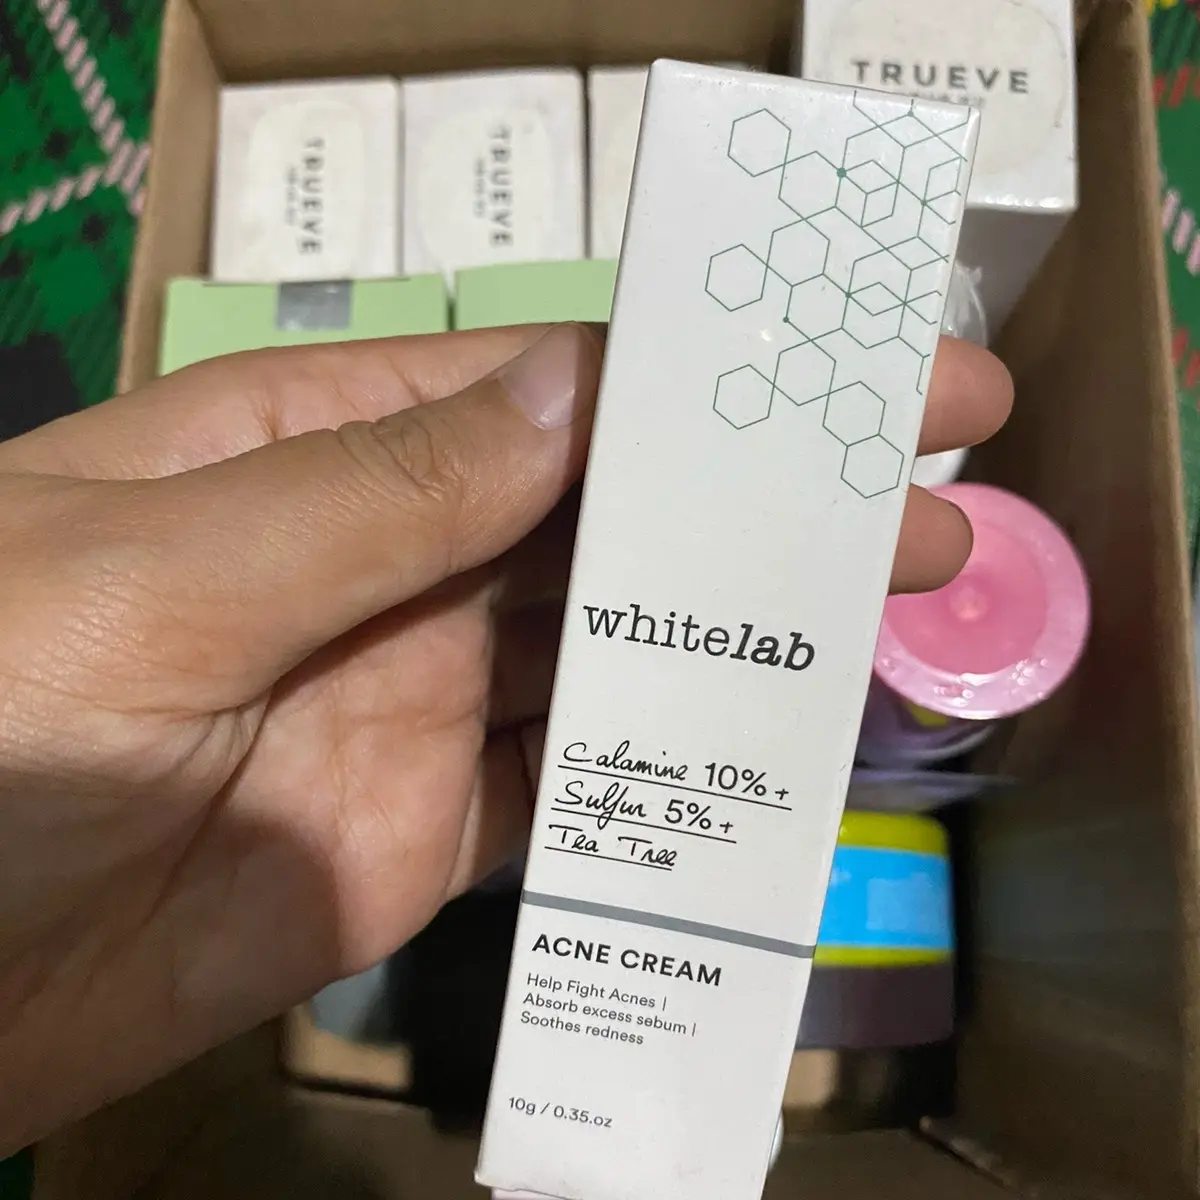 TRUEVE
TRUEVE
TRUEVE
whitelab
Calamine 10% +
Sulfur 5% +
Tea Tree
ACNE CREAM
Help Fight Acnes |
Absorb excess sebum |
Soothes redness
10g / 0.35.oz